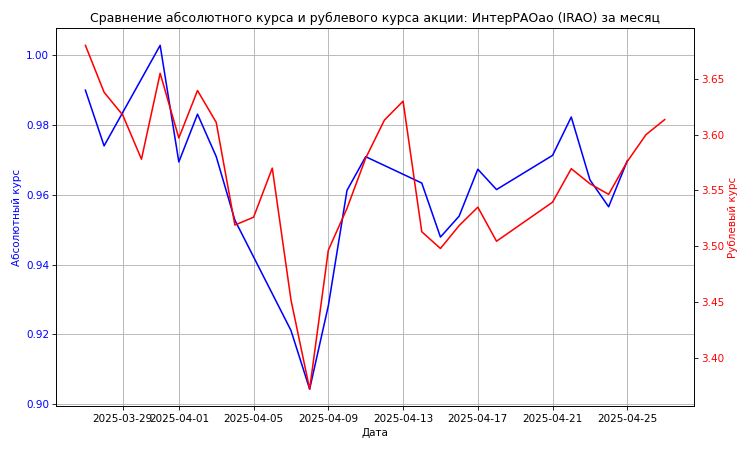 Сравнение абсолютного курса и рублевого курса акции: ИнтерРАОао (IRAO) за месяц
1.00
0.98
0.96
0.94
0.92
0.90
Абсолютный курс
3.65
3.60
3.55
3.50
3.45
3.40
Рублевый курс
2025-03-29 2025-04-01 2025-04-05 2025-04-09 2025-04-13 2025-04-17 2025-04-21 2025-04-25
Дата